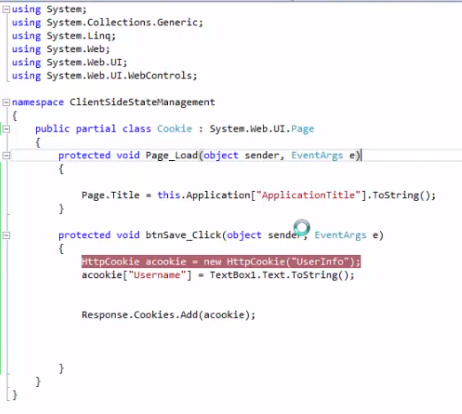 using System;
using System.Collections.Generic;
using System.Linq;
using System.Web;
using System.Web.UI;
using System.Web.UI.WebControls;
namespace ClientSideStateManagement
{
public partial class Cookie : System.Web.UI.Page
{
protected void Page_Load(object sender, EventArgs e)
{
Page.Title = this.Application["ApplicationTitle"].ToString();
}
protected void btnSave_Click(object sender, EventArgs e)
{
HttpCookie acookie = new HttpCookie("UserInfo");
acookie["Username"] = TextBox1.Text.ToString();
Response.Cookies.Add(acookie);
}
}
}